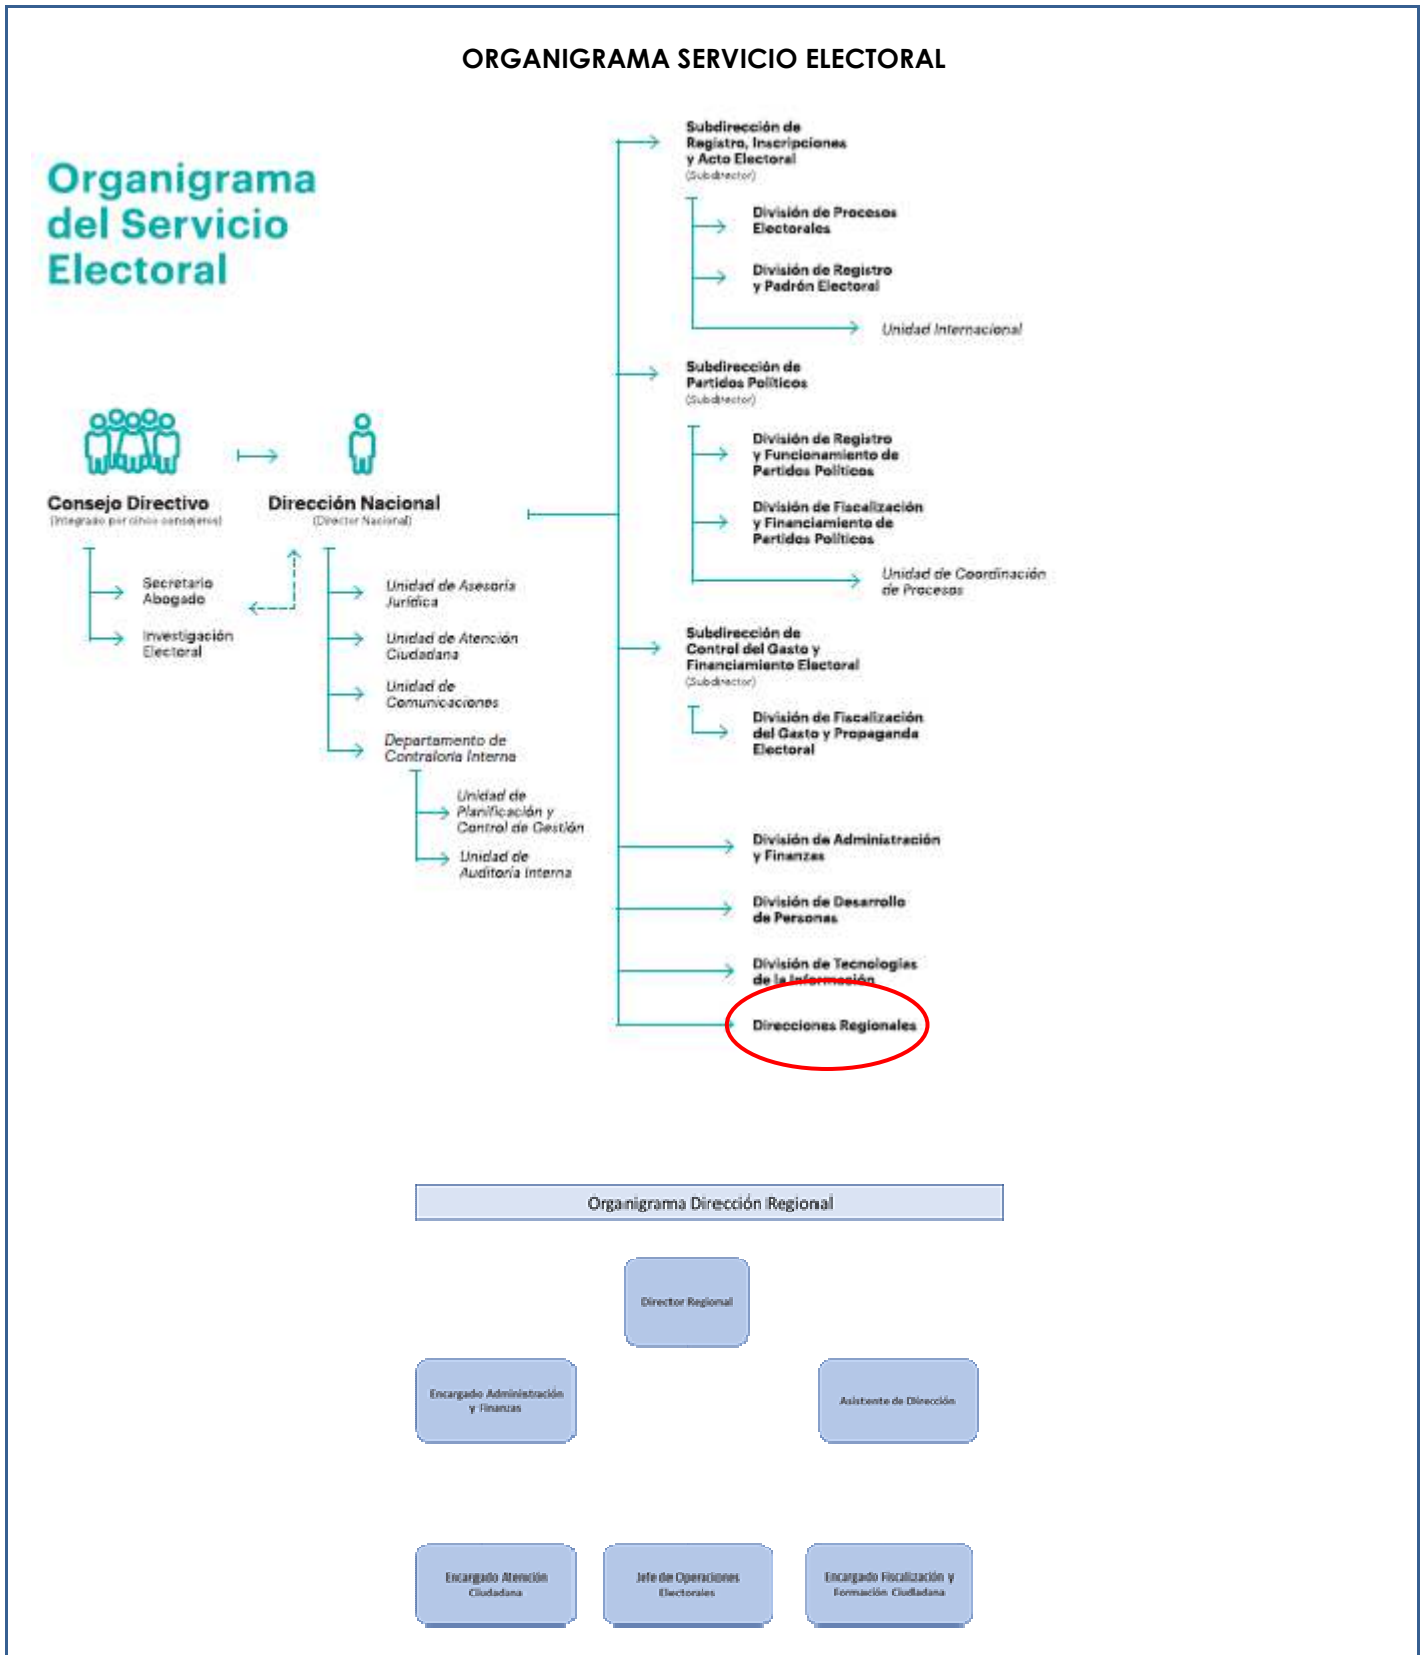 ORGANIGRAMA SERVICIO ELECTORAL
Organigrama
del Servicio
Electoral
Consejo Directivo
(Integrado por cinco consejeros)
Secretario
Abogado
Investigación
Electoral
Dirección Nacional
(Director Nacional)
Unidad de Asesoría
Jurídica
Unidad de Atención
Ciudadana
Unidad de
Comunicaciones
Departamento de
Contraloría Interna
Unidad de
Planificación y
Control de Gestión
Unidad de
Auditoría Interna
Subdirección de
Registro, Inscripciones
y Acto Electoral
(Subdirector)
División de Procesos
Electorales
División de Registro
y Padrón Electoral
Unidad Internacional
Subdirección de
Partidos Políticos
(Subdirector)
División de Registro
y Funcionamiento de
Partidos Políticos
División de Fiscalización
y Financiamiento de
Partidos Políticos
Unidad de Coordinación
de Procesos
Subdirección de
Control del Gasto y
Financiamiento Electoral
(Subdirector)
División de Fiscalización
del Gasto y Propaganda
Electoral
División de Administración
y Finanzas
División de Desarrollo
de Personas
División de Tecnologías
de la Información
Direcciones Regionales
Organigrama Dirección Regional
Director Regional
Encargado Administración
y Finanzas
Asistente de Dirección
Encargado Atención
Ciudadana
Jefe de Operaciones
Electorales
Encargado Fiscalización y
Formación Ciudadana